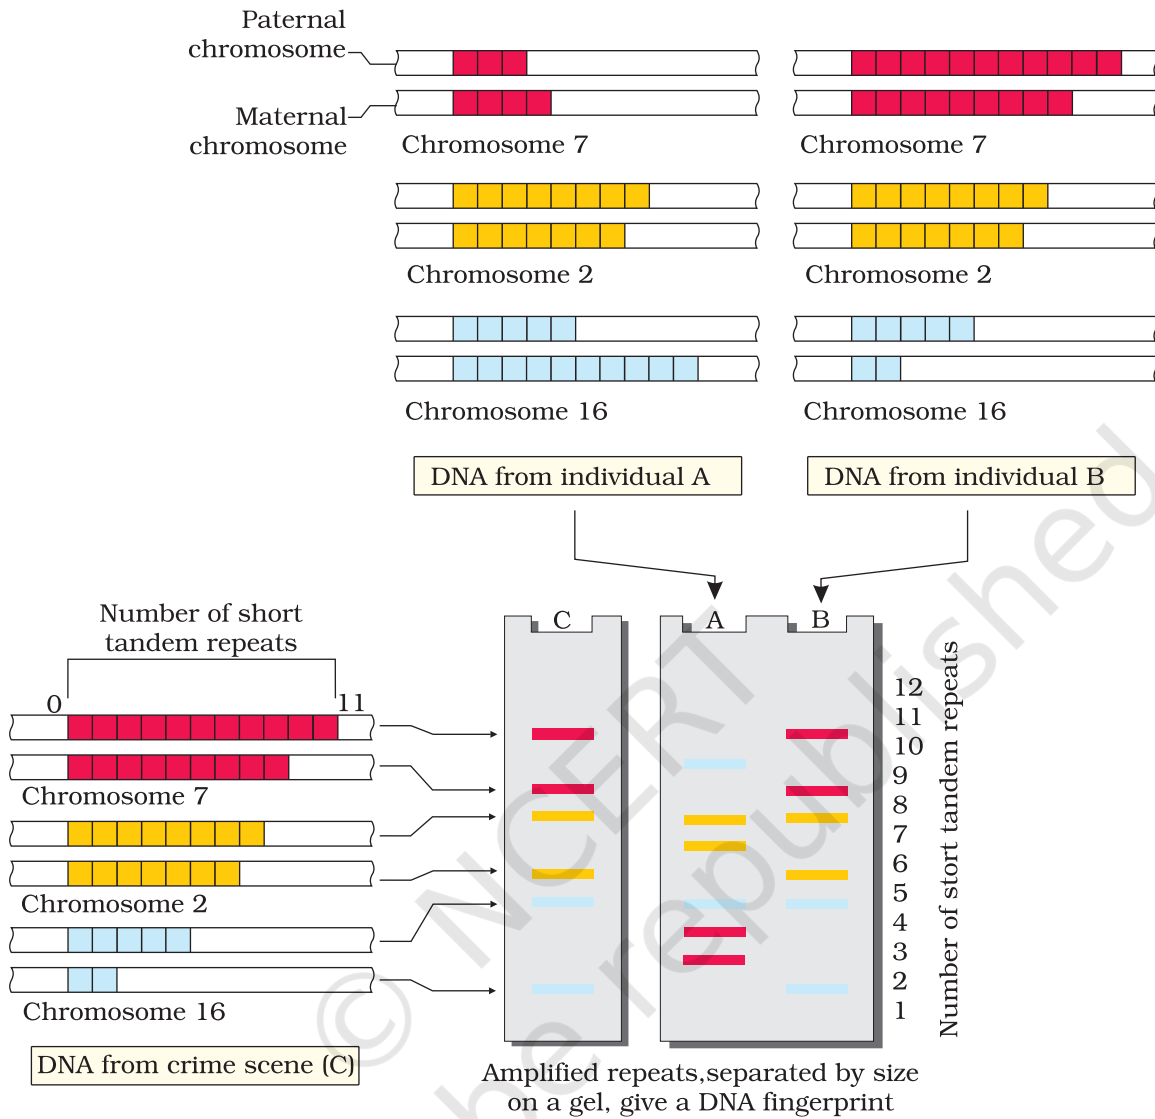 Paternal
chromosome
Maternal
chromosome
Chromosome 7
Chromosome 7
Chromosome 2
Chromosome 2
Chromosome 16
Chromosome 16
DNA from individual A
DNA from individual B
Number of short
tandem repeats
0
11
Chromosome 7
Chromosome 2
Chromosome 16
DNA from crime scene (C)
C
A
B
12
11
10
9
8
7
6
5
4
3
2
1
Number of stort tandem repeats
Amplified repeats,separated by size
on a gel, give a DNA fingerprint
© NCERT
be republished